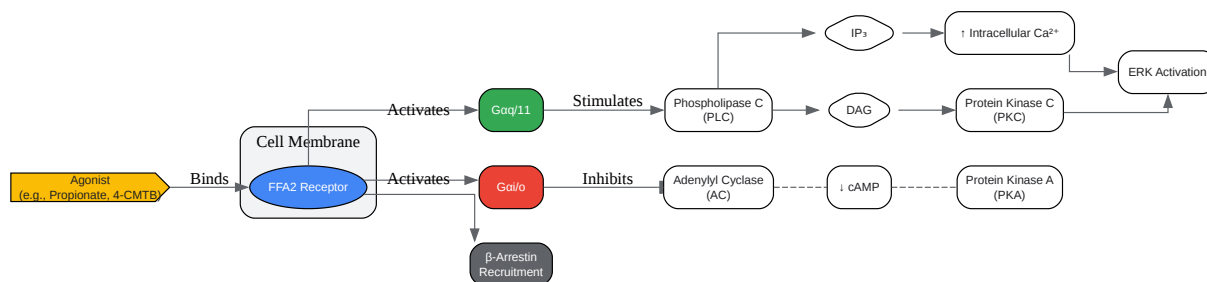 IP₃
↑ Intracellular Ca²⁺
ERK Activation
Activates
Gαq/11
Stimulates
Phospholipase C
(PLC)
DAG
Protein Kinase C
(PKC)
Cell Membrane
Agonist
(e.g., Propionate, 4-CMTB)
Binds
FFA2 Receptor
Activates
Gαi/o
Inhibits
Adenylyl Cyclase
(AC)
↓ cAMP
Protein Kinase A
(PKA)
β-Arrestin
Recruitment